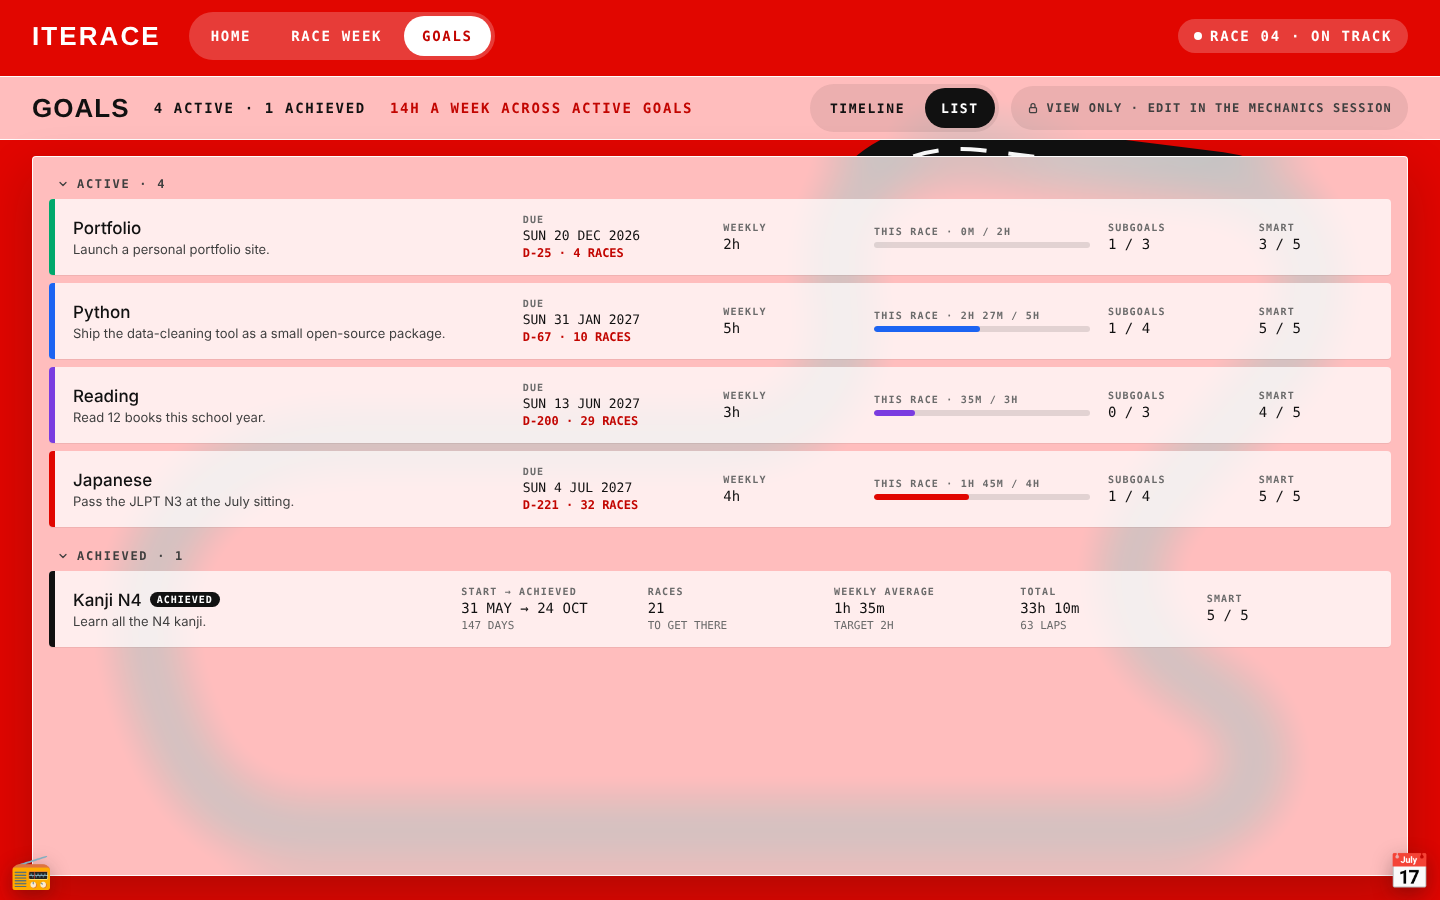 ITERACE
HOME
RACE WEEK
GOALS
RACE 04 · ON TRACK
GOALS
4 ACTIVE · 1 ACHIEVED
14H A WEEK ACROSS ACTIVE GOALS
TIMELINE
LIST
VIEW ONLY · EDIT IN THE MECHANICS SESSION
ACTIVE · 4
Portfolio
Launch a personal portfolio site.
DUE
SUN 20 DEC 2026
D-25 · 4 RACES
WEEKLY
2h
THIS RACE · 0M / 2H
SUBGOALS
1 / 3
SMART
3 / 5
Python
Ship the data-cleaning tool as a small open-source package.
DUE
SUN 31 JAN 2027
D-67 · 10 RACES
WEEKLY
5h
THIS RACE · 2H 27M / 5H
SUBGOALS
1 / 4
SMART
5 / 5
Reading
Read 12 books this school year.
DUE
SUN 13 JUN 2027
D-200 · 29 RACES
WEEKLY
3h
THIS RACE · 35M / 3H
SUBGOALS
0 / 3
SMART
4 / 5
Japanese
Pass the JLPT N3 at the July sitting.
DUE
SUN 4 JUL 2027
D-221 · 32 RACES
WEEKLY
4h
THIS RACE · 1H 45M / 4H
SUBGOALS
1 / 4
SMART
5 / 5
ACHIEVED · 1
Kanji N4 ACHIEVED
Learn all the N4 kanji.
START → ACHIEVED
31 MAY → 24 OCT
147 DAYS
RACES
21
TO GET THERE
WEEKLY AVERAGE
1h 35m
TARGET 2H
TOTAL
33h 10m
63 LAPS
SMART
5 / 5
July
17